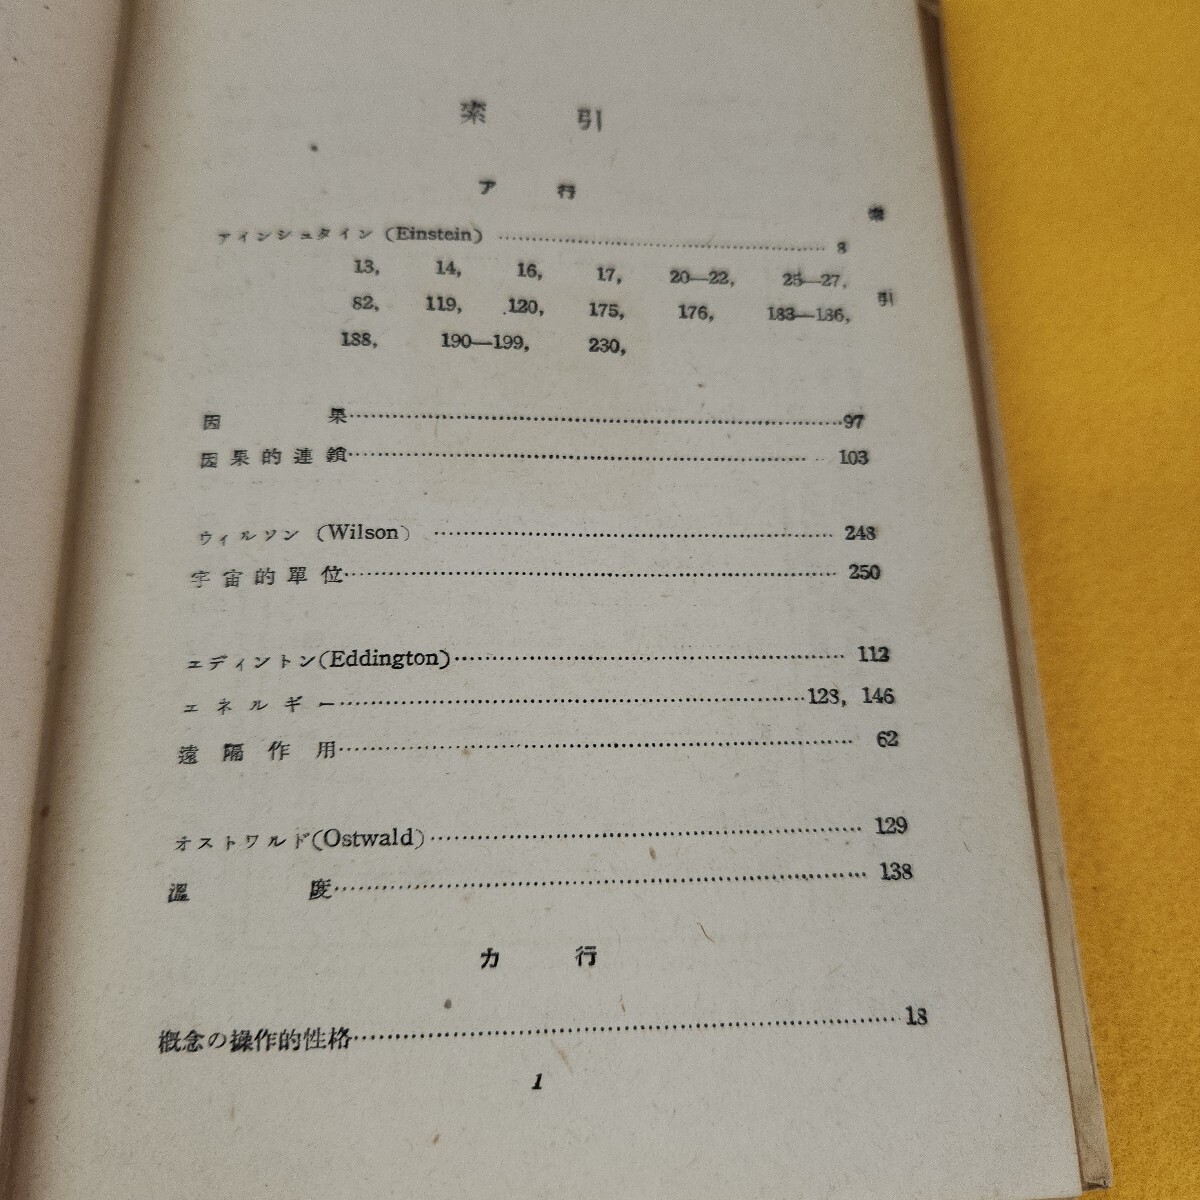 索引
ア行
アインシュタイン (Einstein) ……………………………… 8
13, 14, 16, 17, 20—22, 25—27,
82, 119, 120, 175, 176, 183—186,
188, 190—199, 230,
因果………………………………………97
因果的連鎖……………………………………… 103
ウィルソン (Wilson) ……………………………… 248
宇宙的單位……………………………………… 250
エディントン(Eddington)……………………………… 112
エネルギー………………………………………123, 146
遠隔作用……………………………………… 62
オストワルド(Ostwald)……………………………… 129
溫度……………………………………… 138
カ行
概念の操作的性格………………………………………18
1
索引